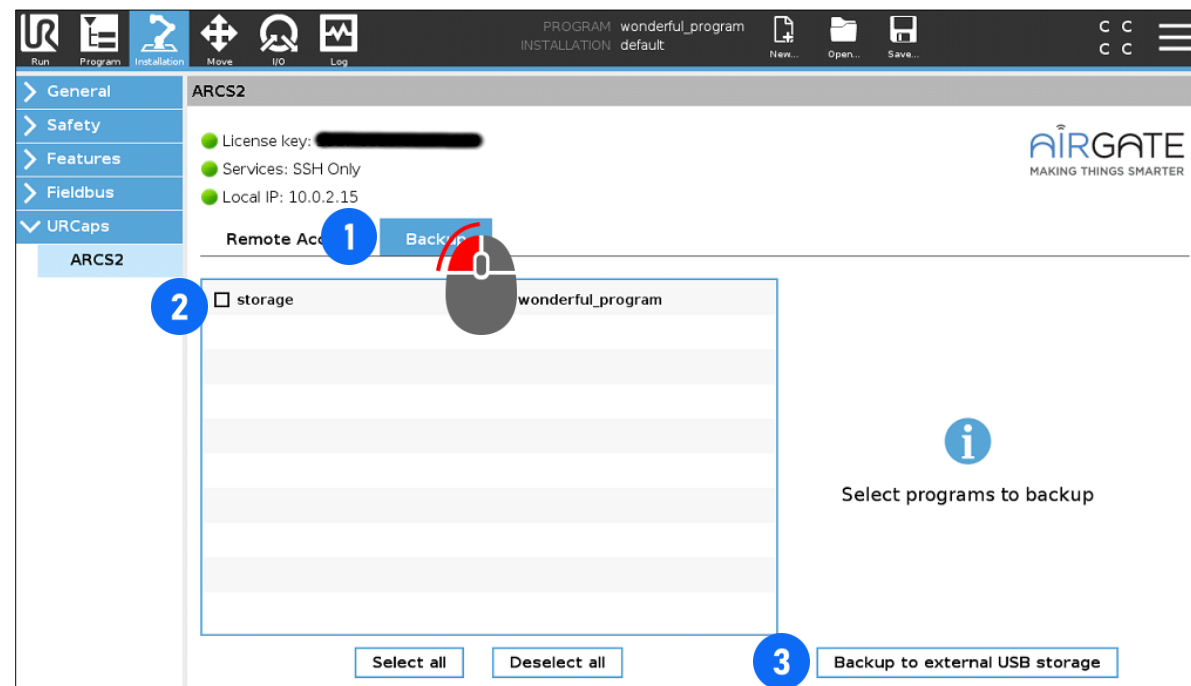 UR
PROGRAM wonderful_program
INSTALLATION default
Run Program Installation Move I/O Log New... Open... Save...
C C
C C
General
Safety
Features
Fieldbus
URCaps
ARCS2
ARCS2
License key:
Services: SSH Only
Local IP: 10.0.2.15
AIRGATE
MAKING THINGS SMARTER
1
Remote Acc
Backup
2
storage
wonderful_program
i
Select programs to backup
Select all
Deselect all
3
Backup to external USB storage